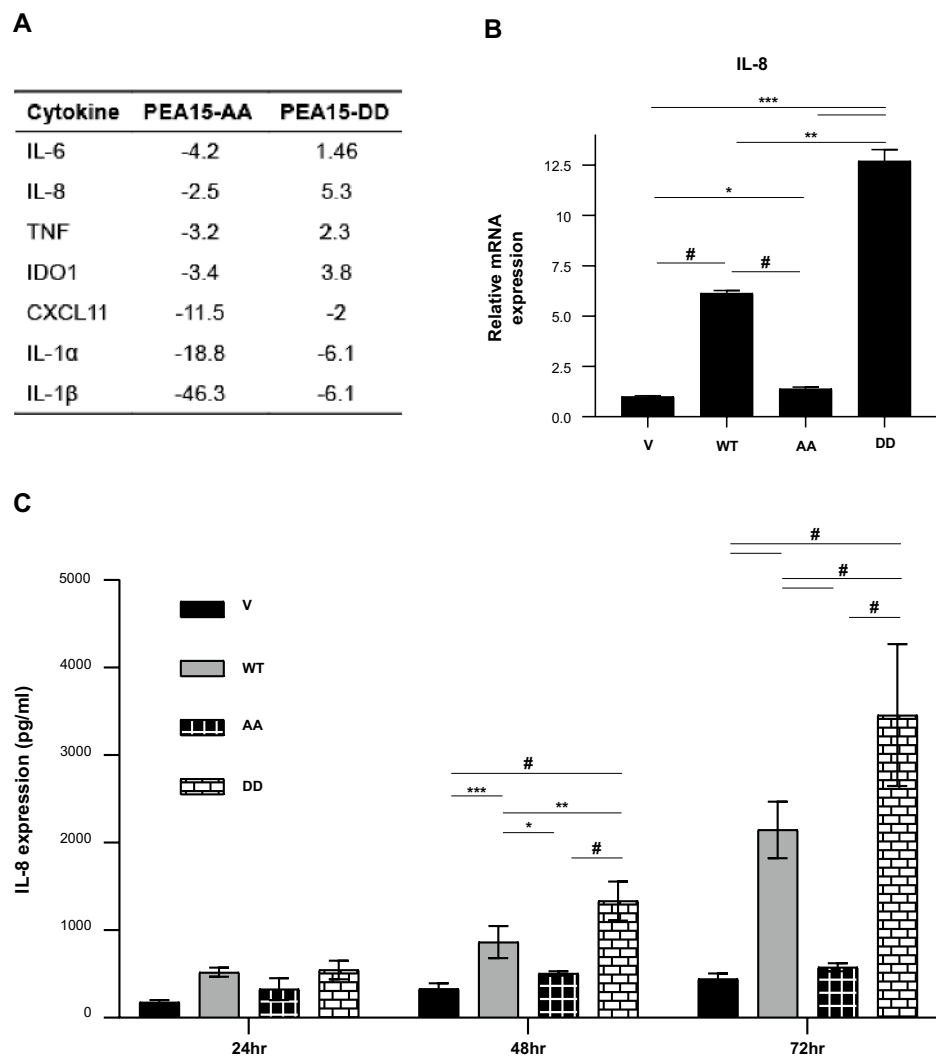 A
Cytokine PEA15-AA PEA15-DD
IL-6 -4.2 1.46
IL-8 -2.5 5.3
TNF -3.2 2.3
IDO1 -3.4 3.8
CXCL11 -11.5 -2
IL-1α -18.8 -6.1
IL-1β -46.3 -6.1
B
IL-8
***
**
*
#
#
Relative mRNA
expression
12.5
10
7.5
5.0
2.5
0.0
V WT AA DD
C
IL-8 expression (pg/ml)
5000
4000
3000
2000
1000
0
V
WT
AA
DD
#
***
**
*
#
#
#
#
24hr 48hr 72hr